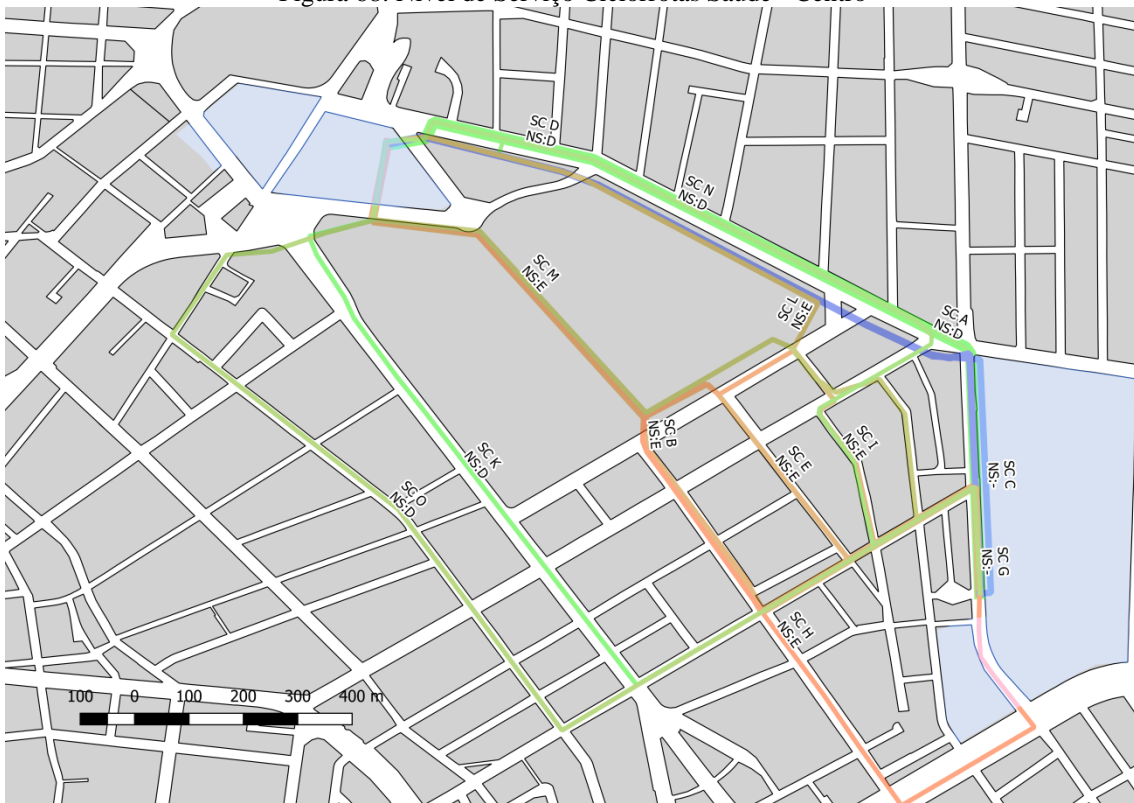 Figura 68: Nível de Serviço Ciclorrotas Saúde - Centro
SC D
NS:D
SC N
NS:D
SC M
NS:E
SC L
NS:E
SC A
NS:D
SC B
NS:E
SC E
NS:E
SC I
NS:E
SC K
NS:D
SC C
NS:-
SC O
NS:D
SC G
NS:-
SC H
NS:E
100 0 100 200 300 400 m